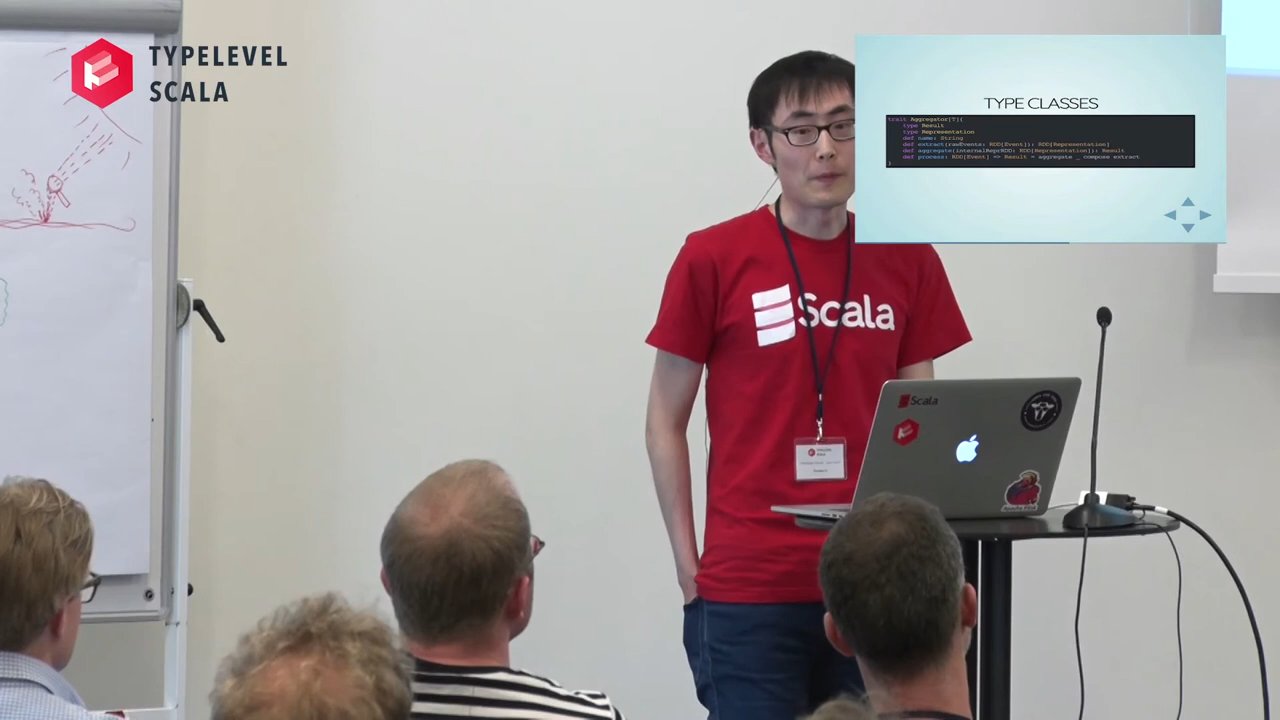 TYPELEVEL
SCALA
TYPE CLASSES
trait Aggregator[T]{
type Result
type Representation
def name: String
def extract(rawEvents: RDD[Event]): RDD[Representation]
def aggregate(internalReprRDD: RDD[Representation]): Result
def process: RDD[Event] => Result = aggregate _ compose extract
}
Scala
Scala